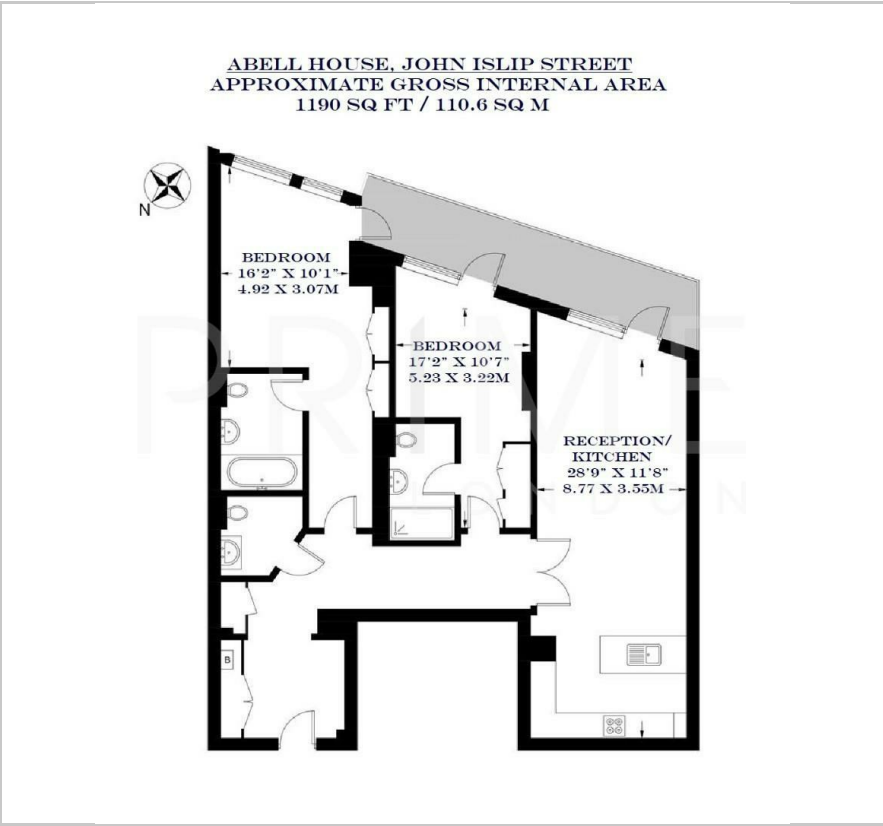 ABELL HOUSE, JOHN ISLIP STREET
APPROXIMATE GROSS INTERNAL AREA
1190 SQ FT / 110.6 SQ M
N
BEDROOM
16'2" X 10'1"
4.92 X 3.07M
BEDROOM
17'2" X 10'7"
5.23 X 3.22M
RECEPTION/
KITCHEN
28'9" X 11'8"
8.77 X 3.55M
B
PRIME
LONDON